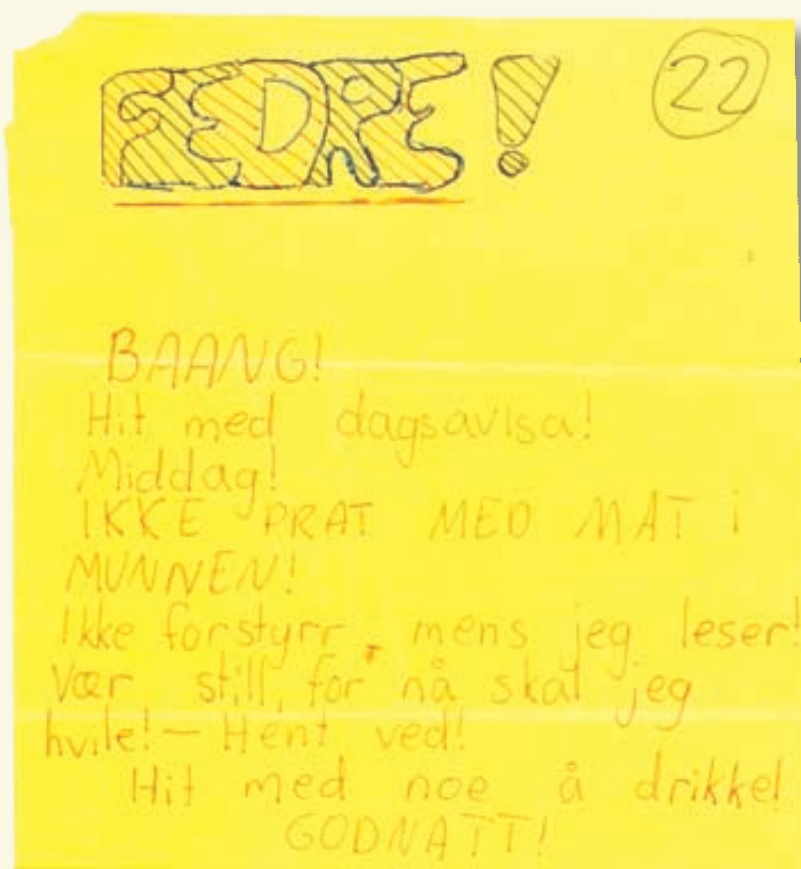 FEDRE!
22
BAANG!
Hit med dagsavisa!
Middag!
IKKE PRAT MED MAT i
MUNNEN!
Ikke forstyrr, mens jeg leser!
Vær still, for nå skal jeg
hvile! - Hent ved!
Hit med noe å drikke!
GODNATT!